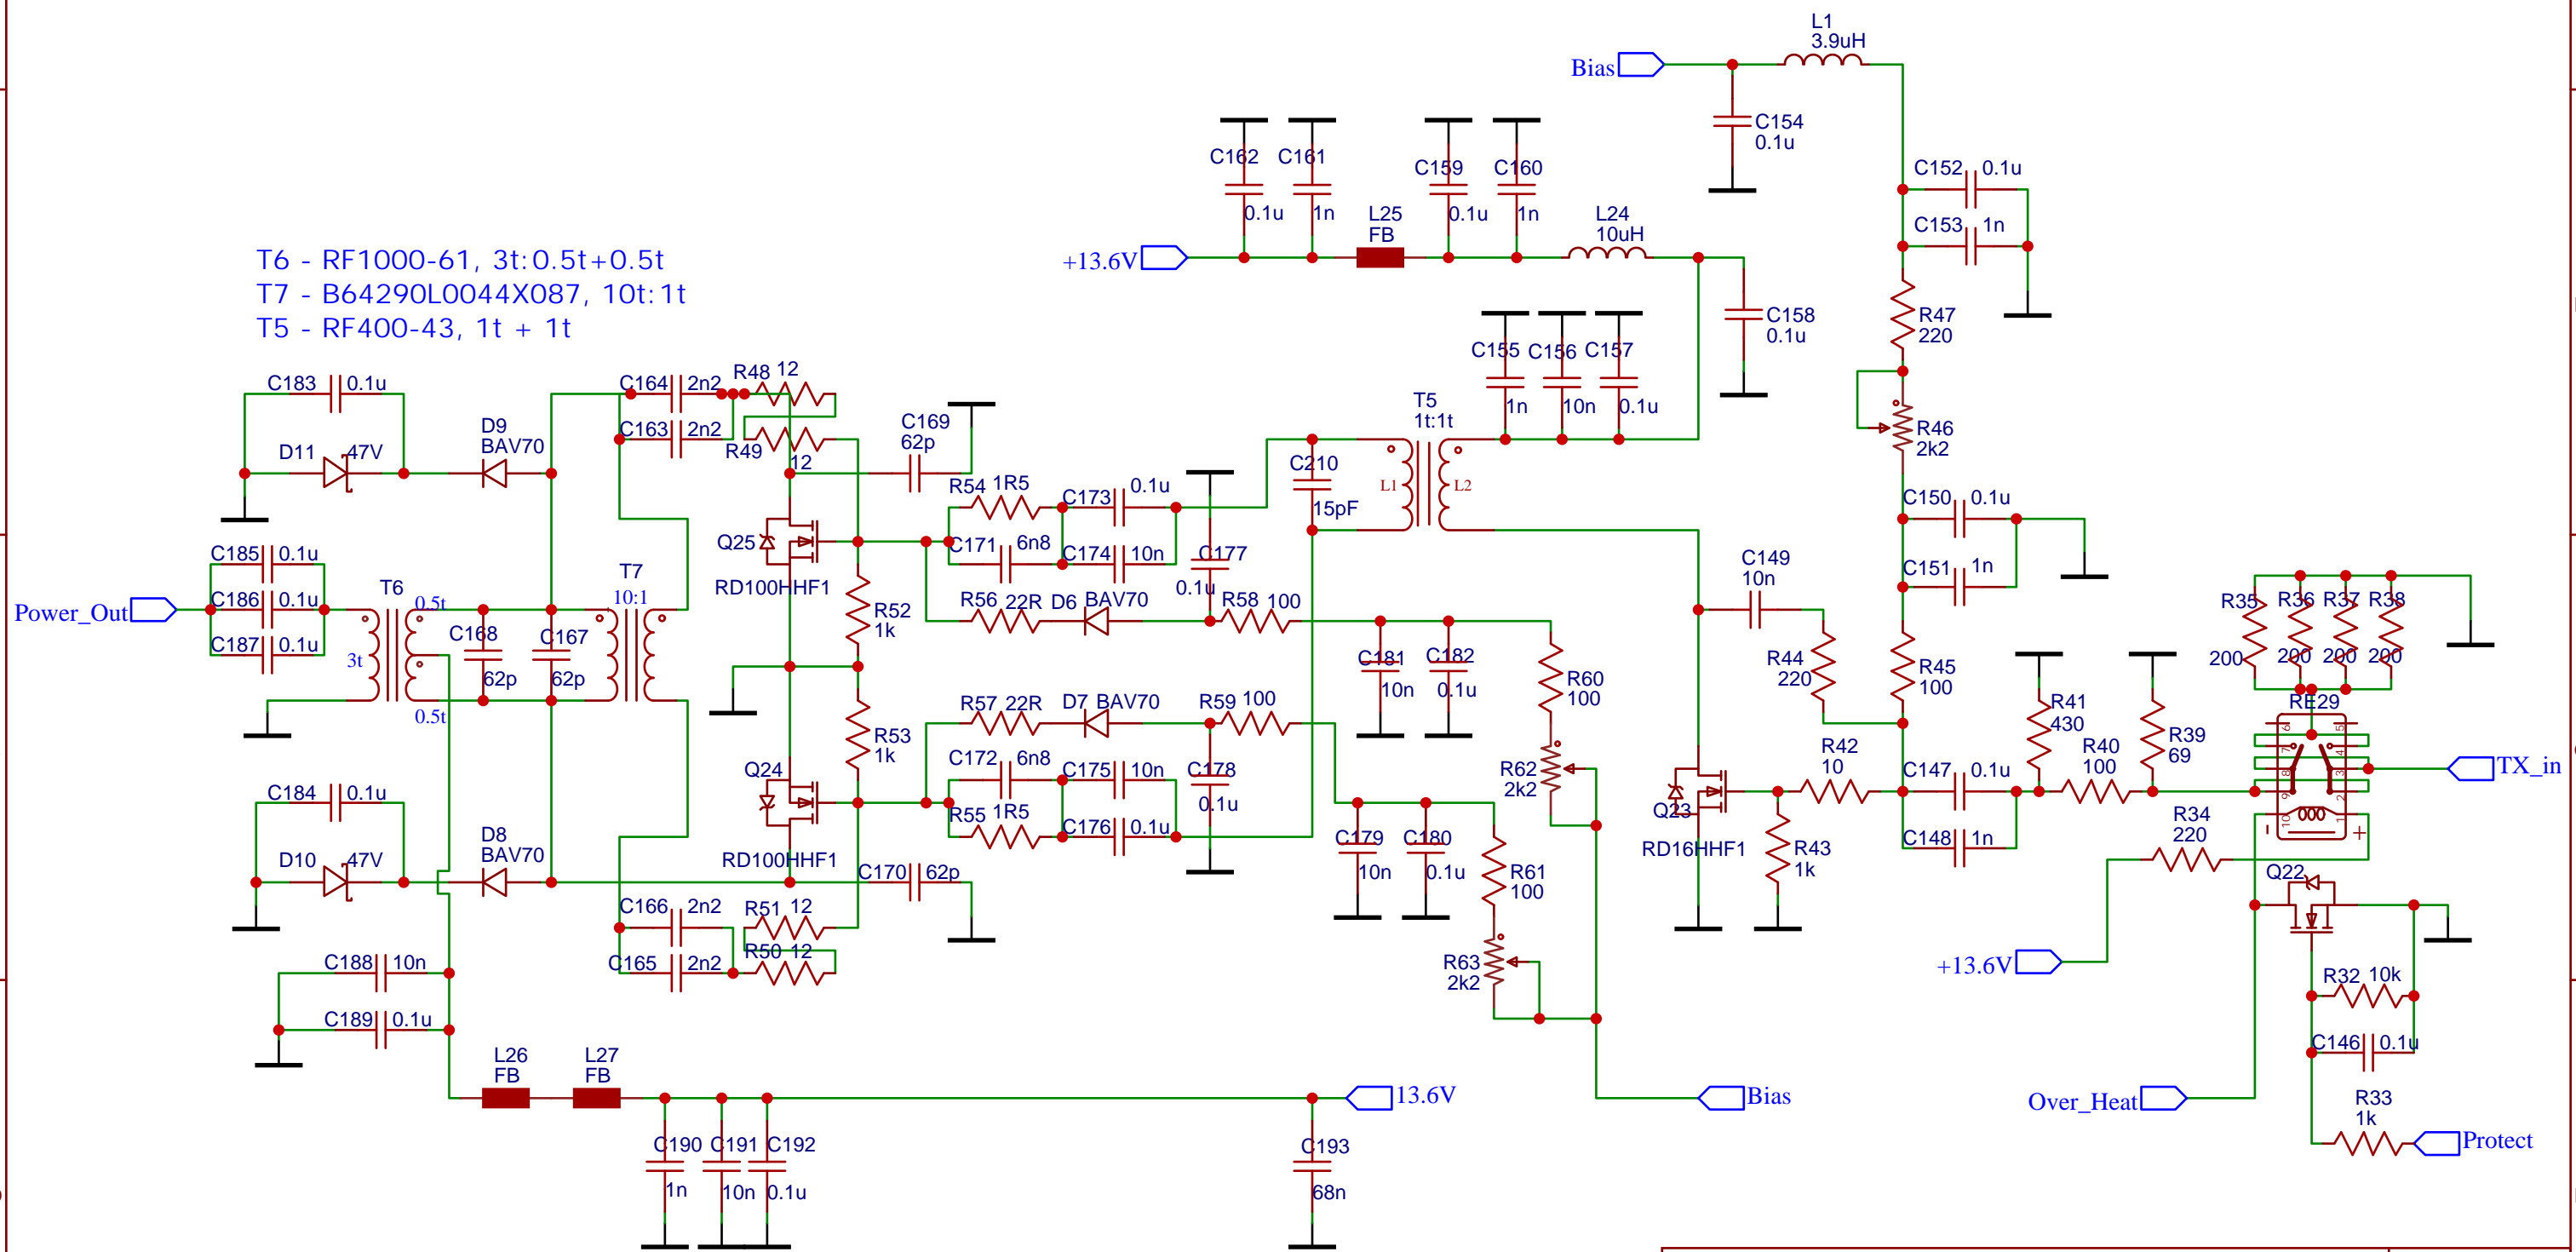 L1
3.9uH
Bias
C154
0.1u
C162
C161
C159
C160
0.1u
1n
0.1u
1n
L25
FB
L24
10uH
+13.6V
C152 0.1u
C153 1n
T6 - RF1000-61, 3t:0.5t+0.5t
T7 - B64290L0044X087, 10t:1t
T5 - RF400-43, 1t + 1t
C158
0.1u
R47
220
C155
C156
C157
1n
10n
0.1u
R46
2k2
T5
1t:1t
L1
L2
C210
15pF
C183 0.1u
D11 47V
D9
BAV70
C164 2n2
C163 2n2
R48 12
R49
12
C169
62p
R54 1R5
C173 0.1u
C171 6n8
C174 10n
C177
0.1u
Q25
RD100HHF1
C150 0.1u
C151 1n
C149
10n
C185 0.1u
C186 0.1u
C187 0.1u
Power_Out
T6
0.5t
3t
0.5t
C168
62p
C167
62p
T7
10:1
R52
1k
R56 22R
D6 BAV70
R58 100
C181
10n
C182
0.1u
R60
100
R44
220
R45
100
R35
200
R36
200
R37
200
R38
200
RE29
6
5
7
4
8
3
9
2
10
1
-
+
TX_in
R41
430
R40
100
R39
69
R42
10
C147 0.1u
C148 1n
R34
220
R53
1k
Q24
RD100HHF1
R57 22R
D7 BAV70
R59 100
C172 6n8
C175 10n
R55 1R5
C176 0.1u
C178
0.1u
R62
2k2
Q23
RD16HHF1
R43
1k
C184 0.1u
D10 47V
D8
BAV70
C170 62p
C166 2n2
C165 2n2
R51 12
R50 12
C179
10n
C180
0.1u
R61
100
R63
2k2
Q22
+13.6V
R32 10k
C146 0.1u
C188 10n
C189 0.1u
L26
FB
L27
FB
13.6V
Bias
Over_Heat
R33
1k
Protect
C190
1n
C191
10n
C192
0.1u
C193
68n